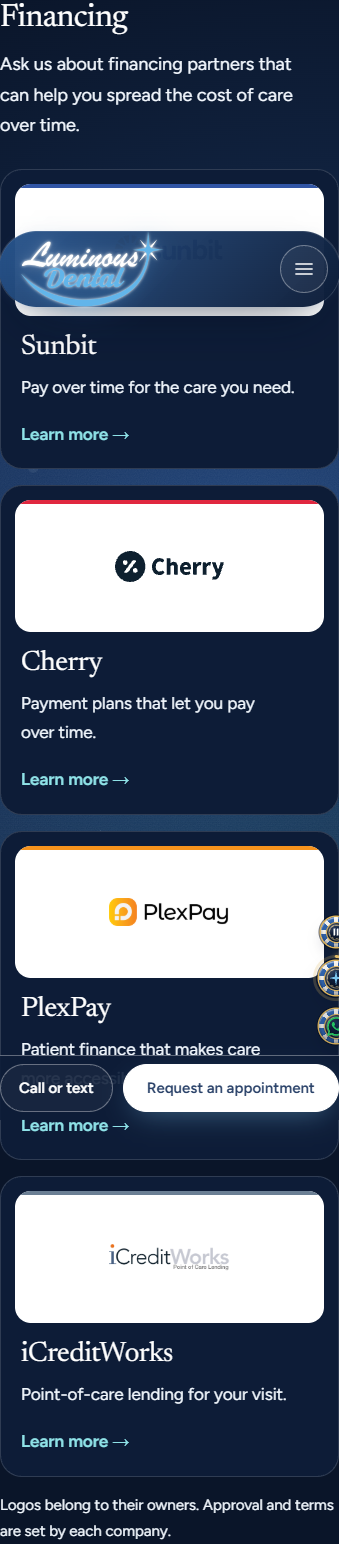 Financing
Ask us about financing partners that
can help you spread the cost of care
over time.
Luminous
Dental
unbit
Sunbit
Pay over time for the care you need.
Learn more →
Cherry
Cherry
Payment plans that let you pay
over time.
Learn more →
PlexPay
PlexPay
Patient finance that makes care
Call or text
Request an appointment
Learn more →
iCreditWorks
Point of Care Lending
iCreditWorks
Point-of-care lending for your visit.
Learn more →
Logos belong to their owners. Approval and terms
are set by each company.